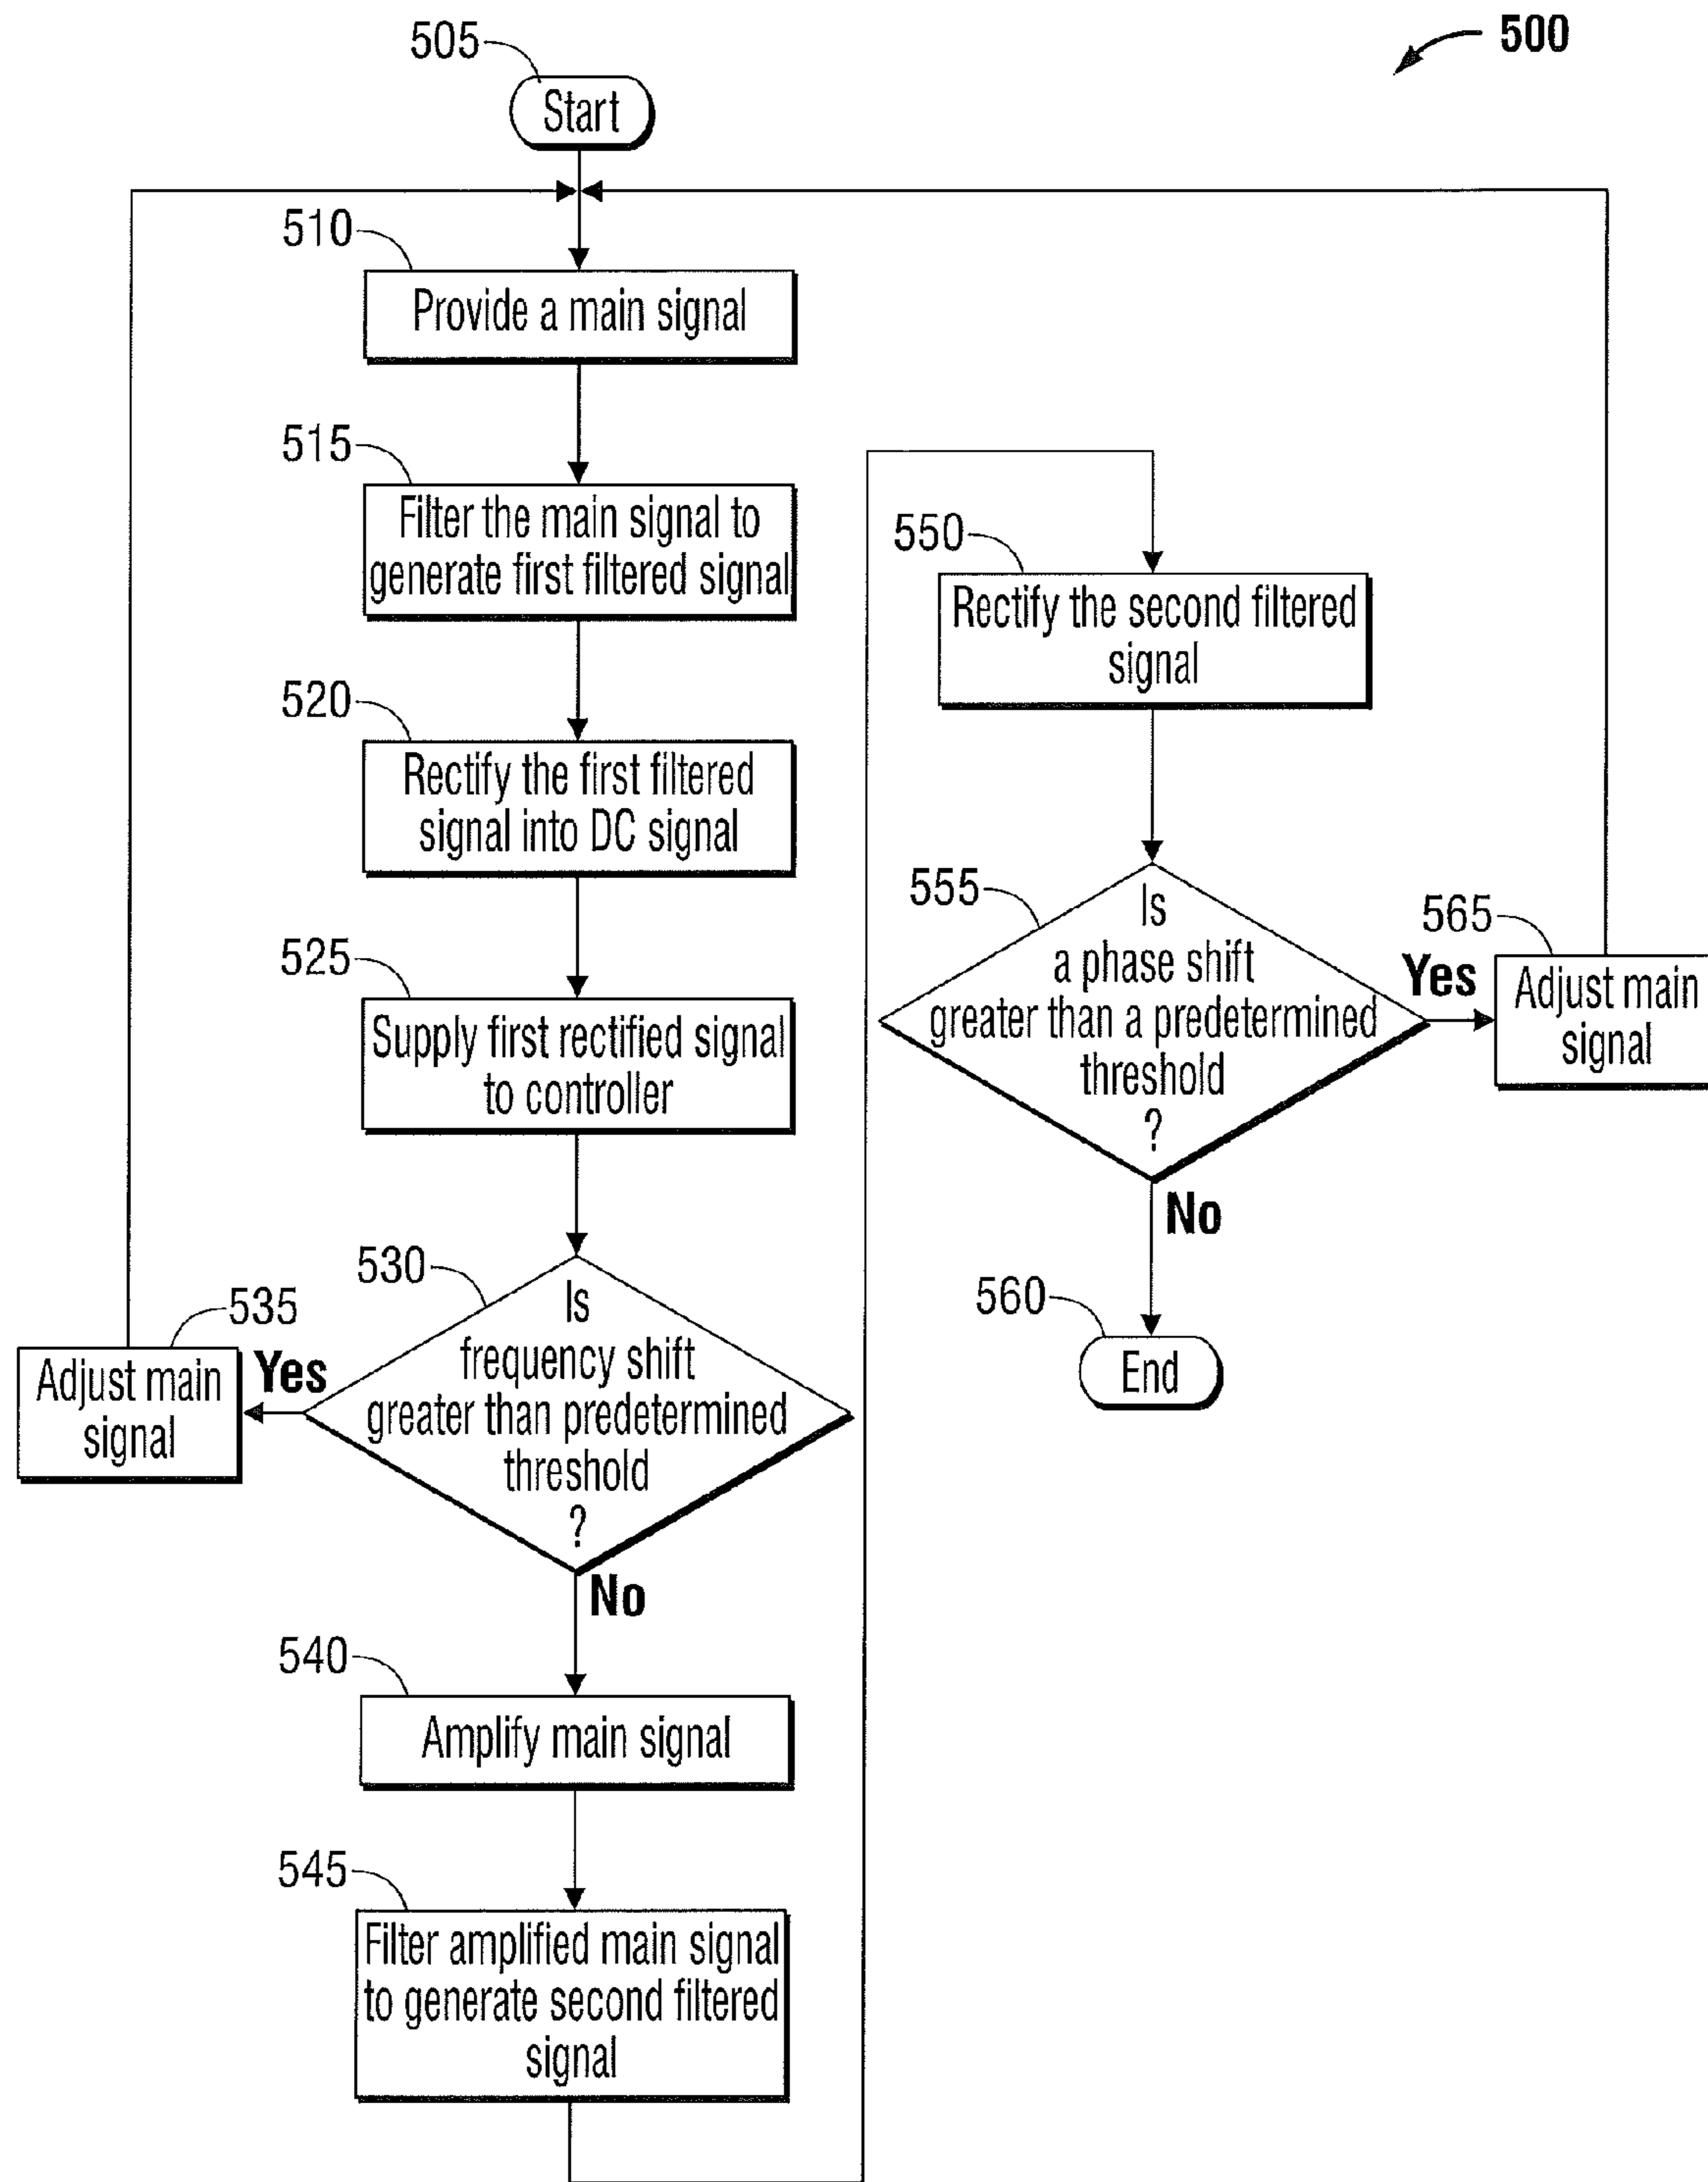 500
505
Start
510
Provide a main signal
515
Filter the main signal to
generate first filtered signal
520
Rectify the first filtered
signal into DC signal
525
Supply first rectified signal
to controller
530
Is
frequency shift
greater than predetermined
threshold
?
Yes
535
Adjust main
signal
No
540
Amplify main signal
545
Filter amplified main signal
to generate second filtered
signal
550
Rectify the second filtered
signal
555
Is
a phase shift
greater than a predetermined
threshold
?
Yes
565
Adjust main
signal
No
560
End